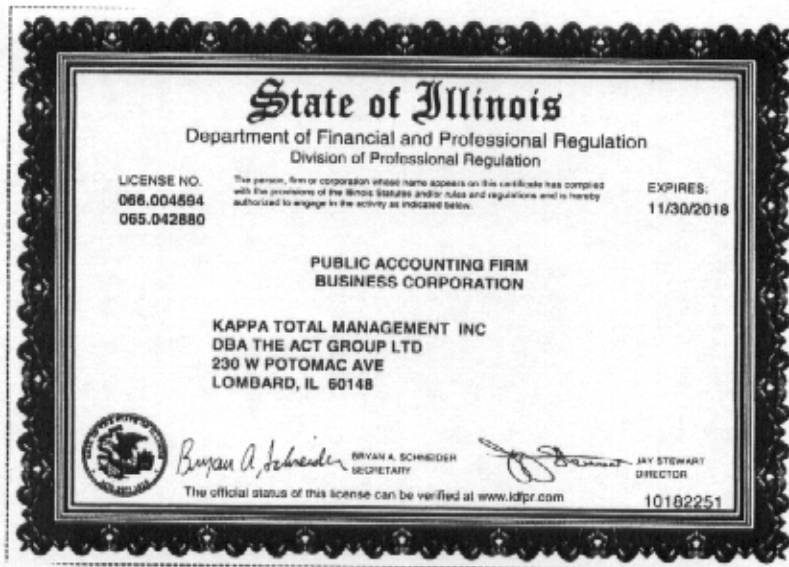 State of Illinois
Department of Financial and Professional Regulation
Division of Professional Regulation
LICENSE NO.
066.004594
065.042880
The person, firm or corporation whose name appears on this certificate has complied
with the provisions of the Illinois Statutes and/or rules and regulations and is hereby
authorized to engage in the activity as indicated below.
EXPIRES:
11/30/2018
PUBLIC ACCOUNTING FIRM
BUSINESS CORPORATION
KAPPA TOTAL MANAGEMENT INC
DBA THE ACT GROUP LTD
230 W POTOMAC AVE
LOMBARD, IL 60148
Bryan A. Schneider
BRYAN A. SCHNEIDER
SECRETARY
JAY STEWART
DIRECTOR
The official status of this license can be verified at www.idfpr.com
10182251